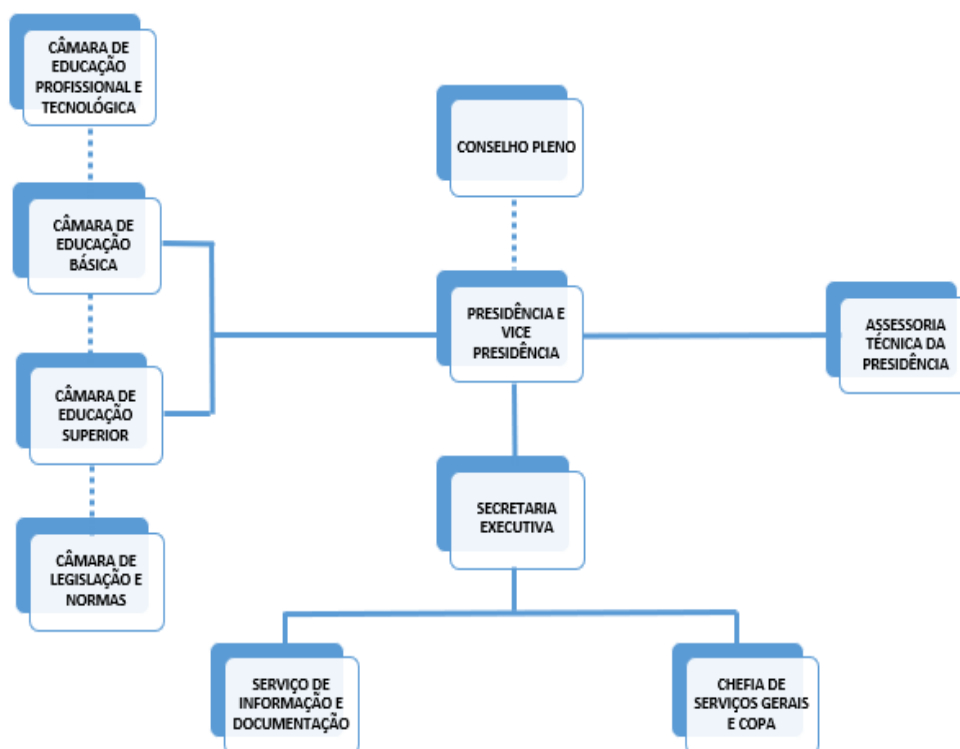 CÂMARA DE
EDUCAÇÃO
PROFISSIONAL E
TECNOLÓGICA
CONSELHO PLENO
CÂMARA DE
EDUCAÇÃO
BÁSICA
PRESIDÊNCIA E
VICE
PRESIDÊNCIA
ASSESSORIA
TÉCNICA DA
PRESIDÊNCIA
CÂMARA DE
EDUCAÇÃO
SUPERIOR
SECRETARIA
EXECUTIVA
CÂMARA DE
LEGISLAÇÃO E
NORMAS
SERVIÇO DE
INFORMAÇÃO E
DOCUMENTAÇÃO
CHEFIA DE
SERVIÇOS GERAIS
E COPA